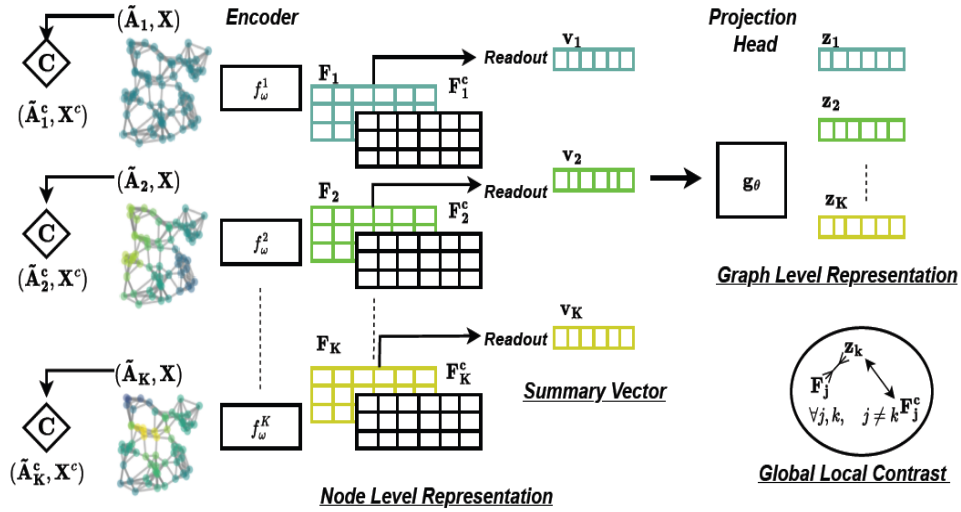 (Ã₁, X)
Encoder
Projection
Head
C
(Ã₁ᶜ, Xᶜ)
f_ω¹
F₁
F₁ᶜ
Readout
v₁
z₁
(Ã₂, X)
C
(Ã₂ᶜ, Xᶜ)
f_ω²
F₂
F₂ᶜ
Readout
v₂
g_θ
z₂
z_K
Graph Level Representation
(Ã_K, X)
C
(Ã_Kᶜ, Xᶜ)
f_ω^K
F_K
F_Kᶜ
Readout
v_K
Summary Vector
Node Level Representation
z_k
F_j
F_jᶜ
∀j, k, j ≠ k
Global Local Contrast